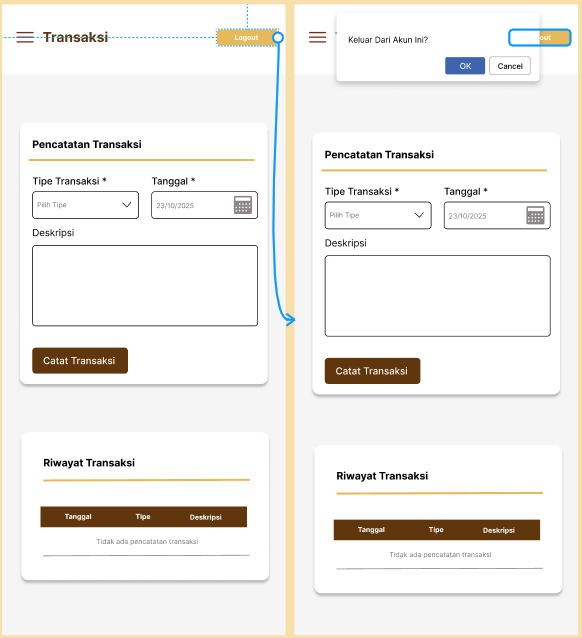 Transaksi
Logout
Pencatatan Transaksi
Tipe Transaksi *
Tanggal *
Pilih Tipe
23/10/2025
Deskripsi
Catat Transaksi
Riwayat Transaksi
Tanggal
Tipe
Deskripsi
Tidak ada pencatatan transaksi
Keluar Dari Akun Ini?
OK
Cancel
out
Pencatatan Transaksi
Tipe Transaksi *
Tanggal *
Pilih Tipe
23/10/2025
Deskripsi
Catat Transaksi
Riwayat Transaksi
Tanggal
Tipe
Deskripsi
Tidak ada pencatatan transaksi